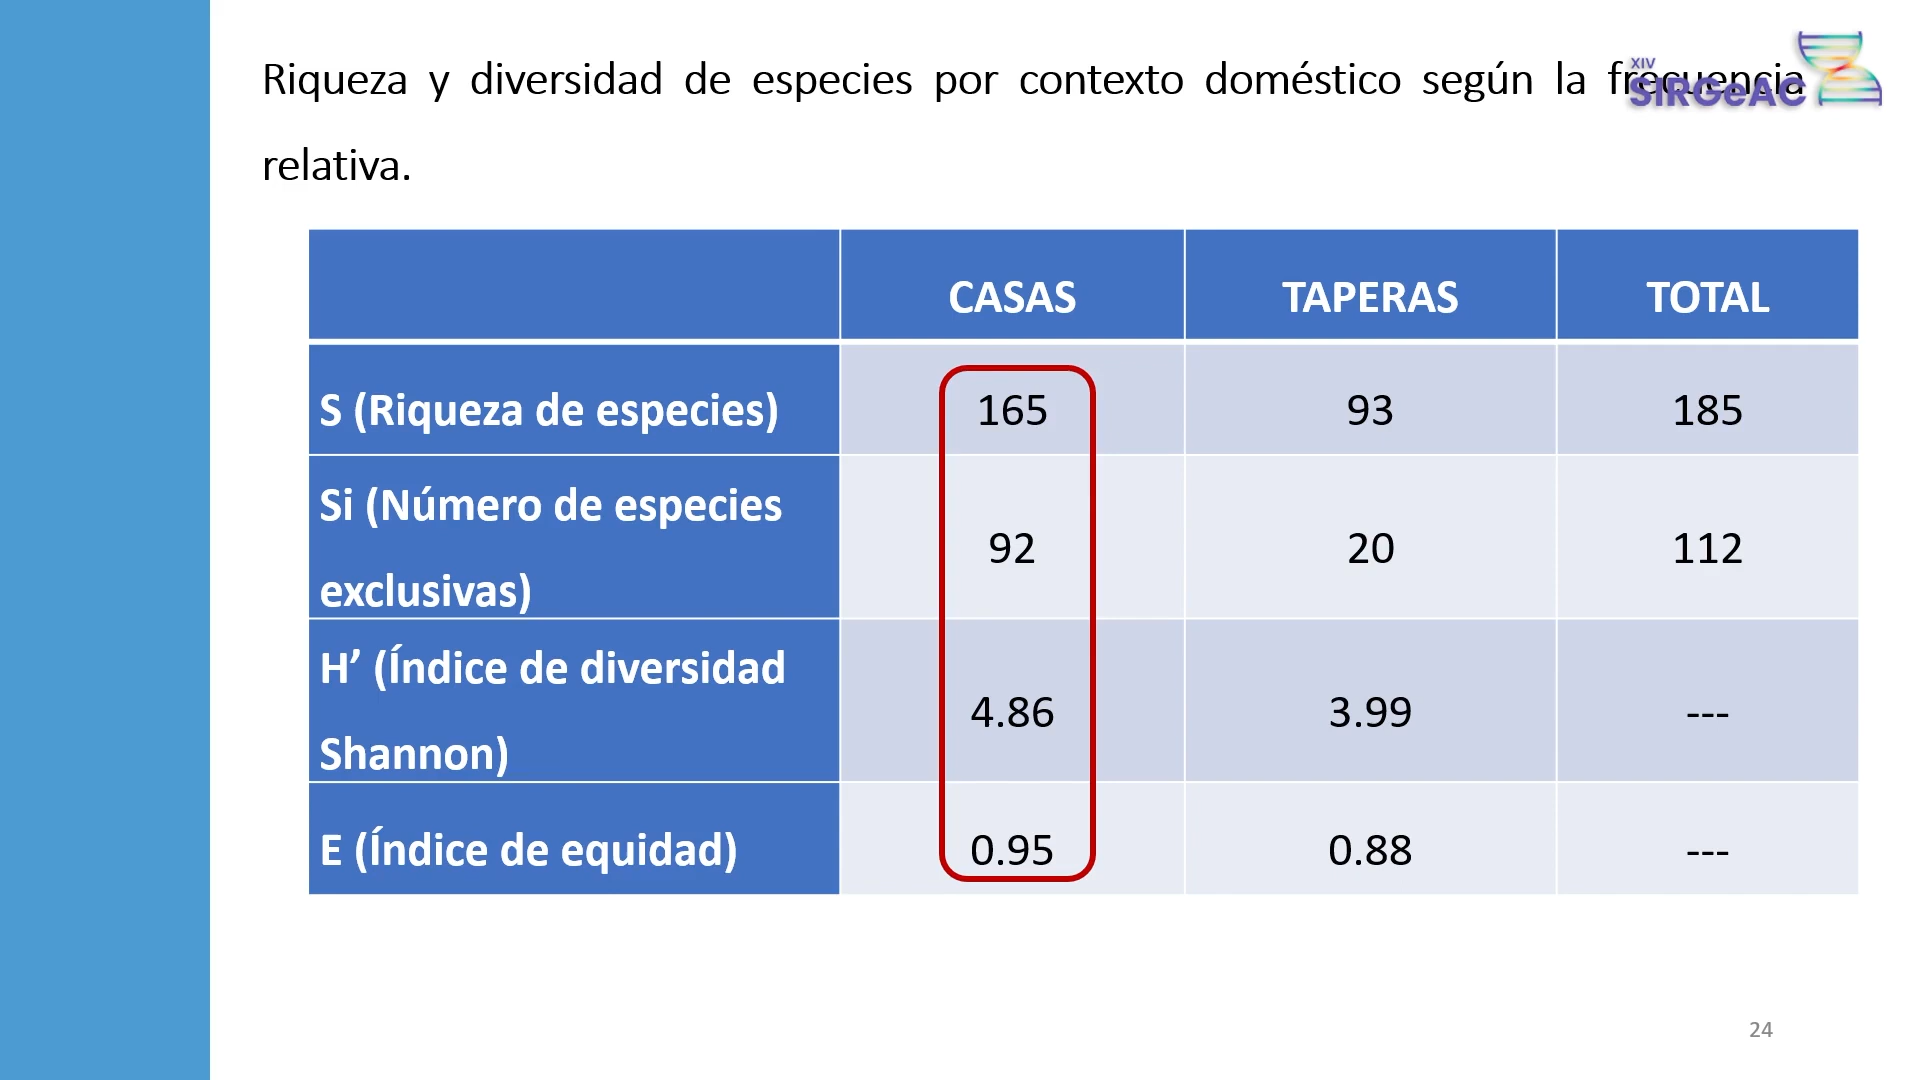 Riqueza y diversidad de especies por contexto doméstico según la frecuencia
relativa.
XIV
SIRGeAC
CASAS TAPERAS TOTAL
S (Riqueza de especies) 165 93 185
Si (Número de especies
exclusivas) 92 20 112
H’ (Índice de diversidad
Shannon) 4.86 3.99 ---
E (Índice de equidad) 0.95 0.88 ---
24